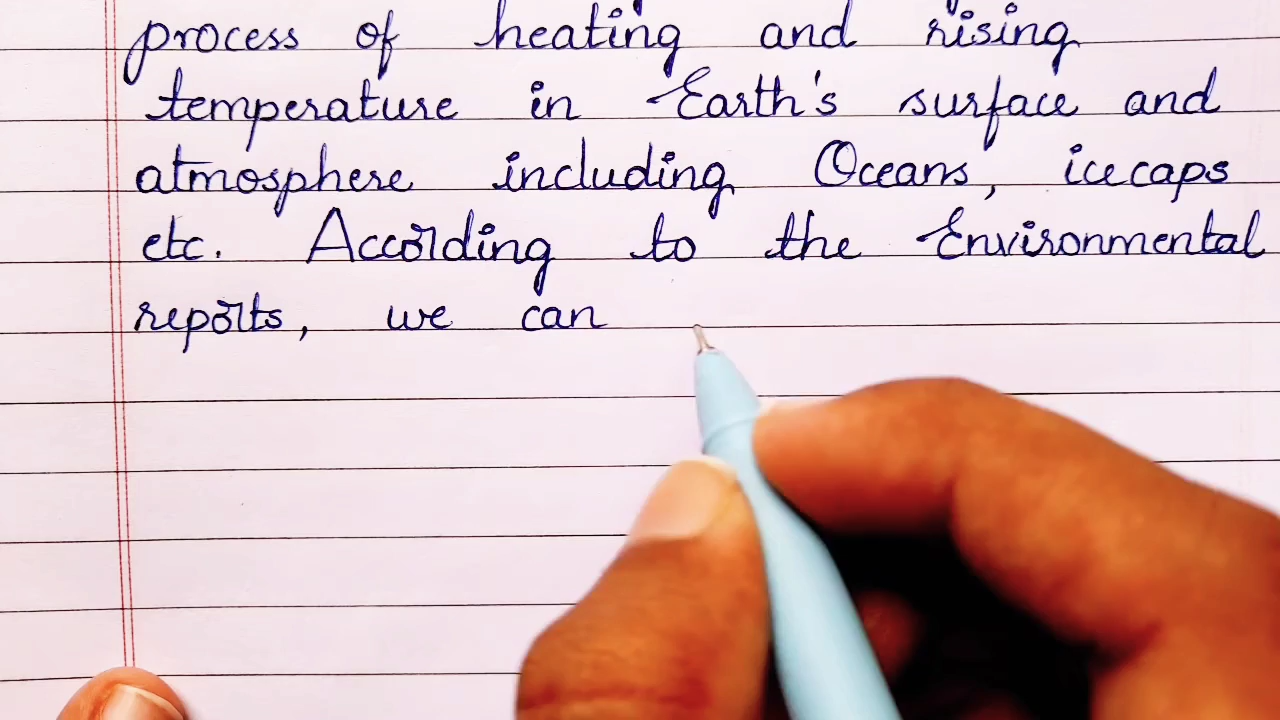 process of heating and rising
temperature in Earth's surface and
atmosphere including Oceans, icecaps
etc. According to the Environmental
reports, we can